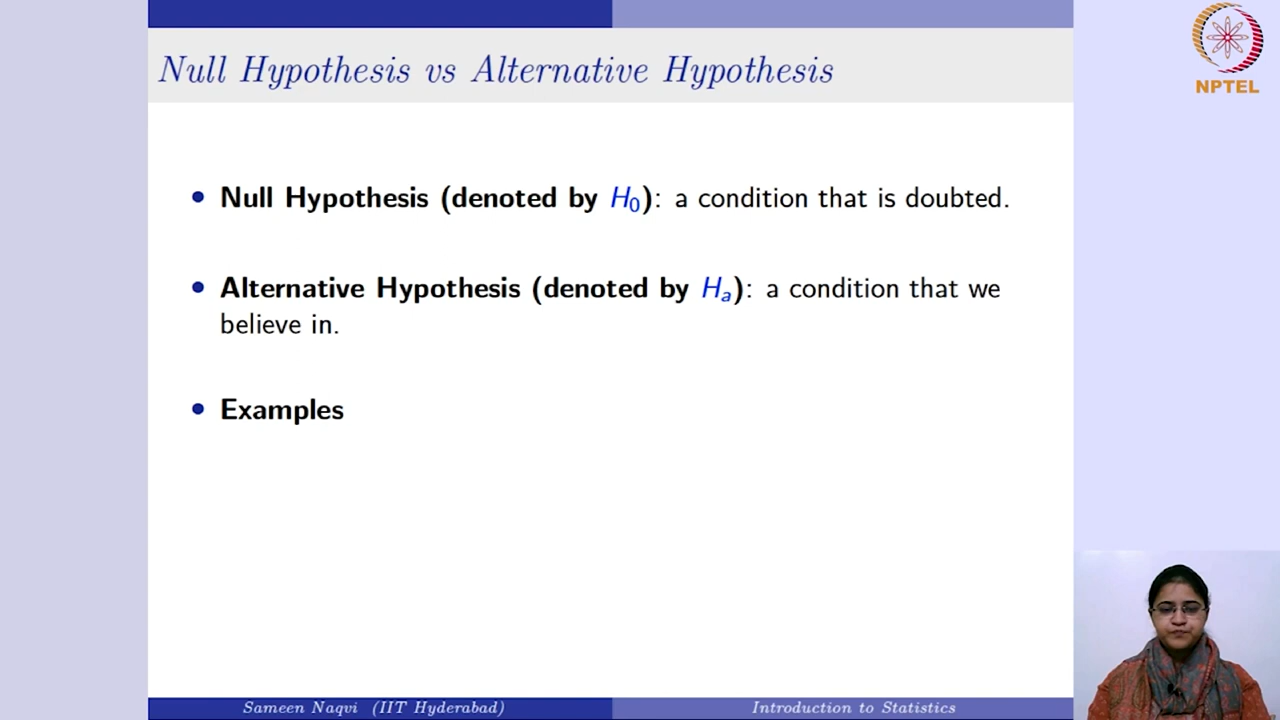 Null Hypothesis vs Alternative Hypothesis
NPTEL
• Null Hypothesis (denoted by H₀): a condition that is doubted.
• Alternative Hypothesis (denoted by Hₐ): a condition that we
believe in.
• Examples
Sameen Naqvi (IIT Hyderabad)
Introduction to Statistics